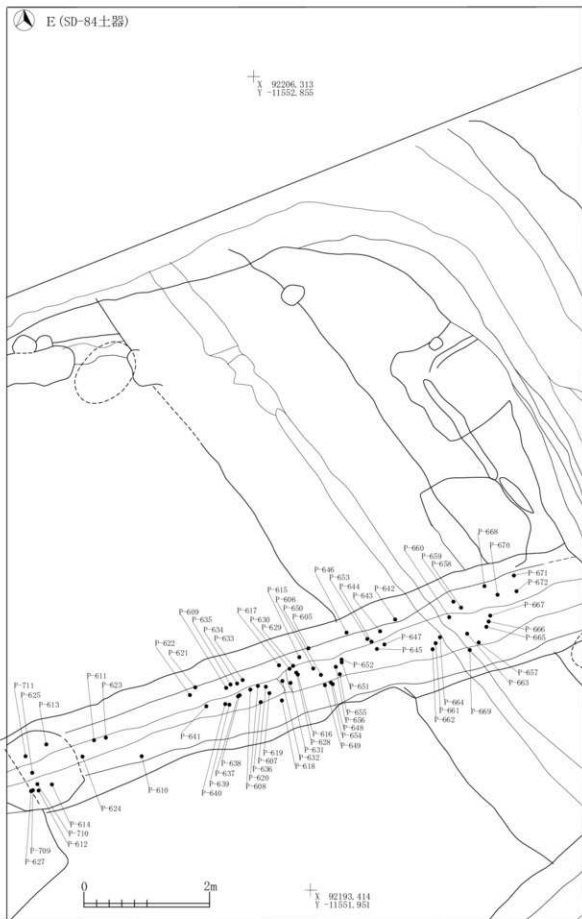 E (SD-84土器)
X 92206.313
Y -11552.855
P-668
P-670
P-660
P-659
P-658
P-671
P-672
P-646
P-653
P-644
P-643
P-642
P-615
P-606
P-650
P-605
P-617
P-630
P-629
P-609
P-635
P-634
P-633
P-622
P-621
P-667
P-666
P-665
P-647
P-645
P-652
P-651
P-657
P-663
P-664
P-661
P-662
P-669
P-611
P-623
P-711
P-625
P-613
P-641
P-655
P-656
P-648
P-654
P-649
P-616
P-628
P-631
P-632
P-618
P-619
P-607
P-636
P-620
P-608
P-638
P-637
P-639
P-640
P-610
P-624
P-614
P-710
P-612
P-709
P-627
0
2m
X 92193.414
Y -11551.951